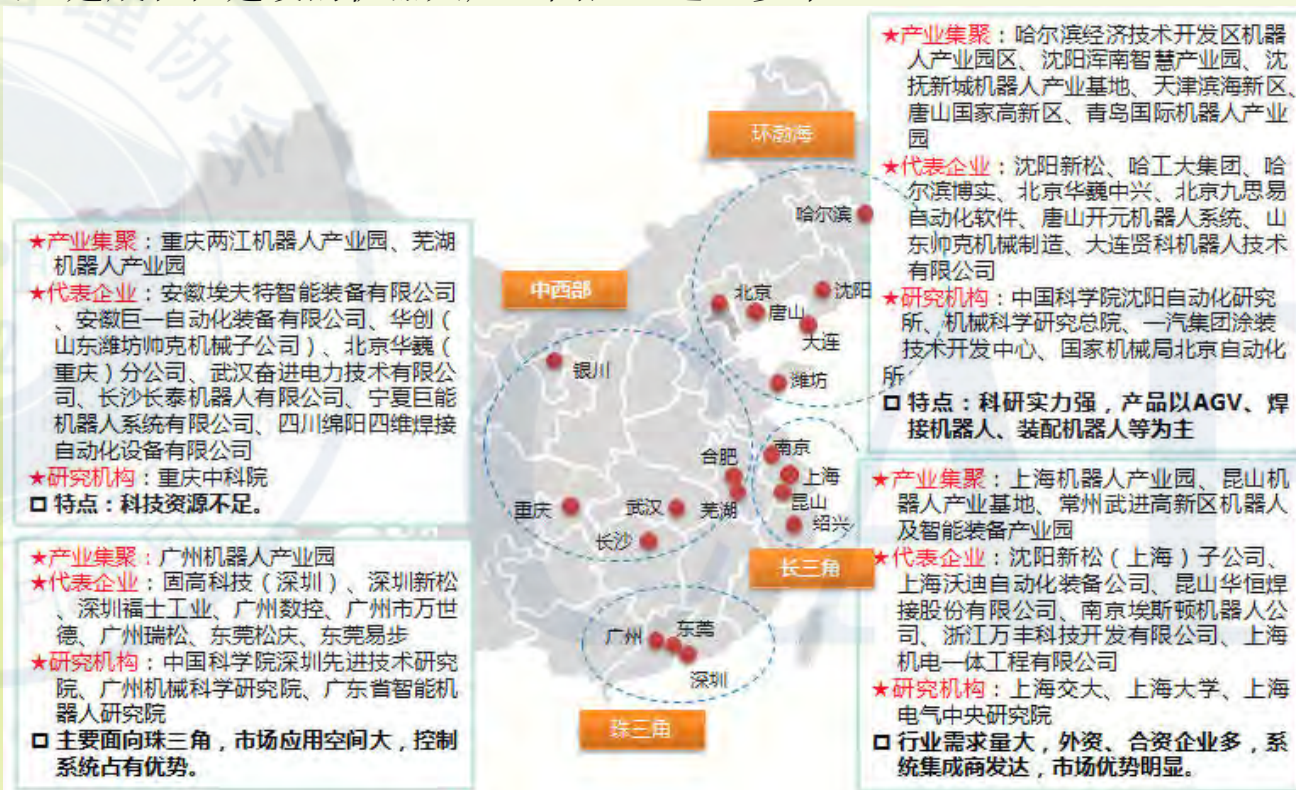 环渤海
★产业集聚：哈尔滨经济技术开发区机器
人产业园区、沈阳浑南智慧产业园、沈
抚新城机器人产业基地、天津滨海新区、
唐山国家高新区、青岛国际机器人产业
园
★代表企业：沈阳新松、哈工大集团、哈
尔滨博实、北京华巍中兴、北京九思易
自动化软件、唐山开元机器人系统、山
东帅克机械制造、大连贤科机器人技术
有限公司
★研究机构：中国科学院沈阳自动化研究
所、机械科学研究总院、一汽集团涂装
技术开发中心、国家机械局北京自动化
所
口 特点：科研实力强，产品以AGV、焊
接机器人、装配机器人等为主
中西部
★产业集聚：重庆两江机器人产业园、芜湖
机器人产业园
★代表企业：安徽埃夫特智能装备有限公司
、安徽巨一自动化装备有限公司、华创（
山东潍坊帅克机械子公司）、北京华巍（
重庆）分公司、武汉奋进电力技术有限公
司、长沙长泰机器人有限公司、宁夏巨能
机器人系统有限公司、四川绵阳四维焊接
自动化设备有限公司
★研究机构：重庆中科院
口 特点：科技资源不足。
哈尔滨
北京
沈阳
唐山
大连
潍坊
银川
南京
合肥
上海
昆山
重庆
武汉
芜湖
绍兴
长沙
长三角
★产业集聚：上海机器人产业园、昆山机
器人产业基地、常州武进高新区机器人
及智能装备产业园
★代表企业：沈阳新松（上海）子公司、
上海沃迪自动化装备公司、昆山华恒焊
接股份有限公司、南京埃斯顿机器人公
司、浙江万丰科技开发有限公司、上海
机电一体工程有限公司
★研究机构：上海交大、上海大学、上海
电气中央研究院
口 行业需求量大，外资、合资企业多，系
统集成商发达，市场优势明显。
★产业集聚：广州机器人产业园
★代表企业：固高科技（深圳）、深圳新松
、深圳福士工业、广州数控、广州市万世
德、广州瑞松、东莞松庆、东莞易步
★研究机构：中国科学院深圳先进技术研究
院、广州机械科学研究院、广东省智能机
器人研究院
口 主要面向珠三角，市场应用空间大，控制
系统占有优势。
广州
东莞
深圳
珠三角
理协会